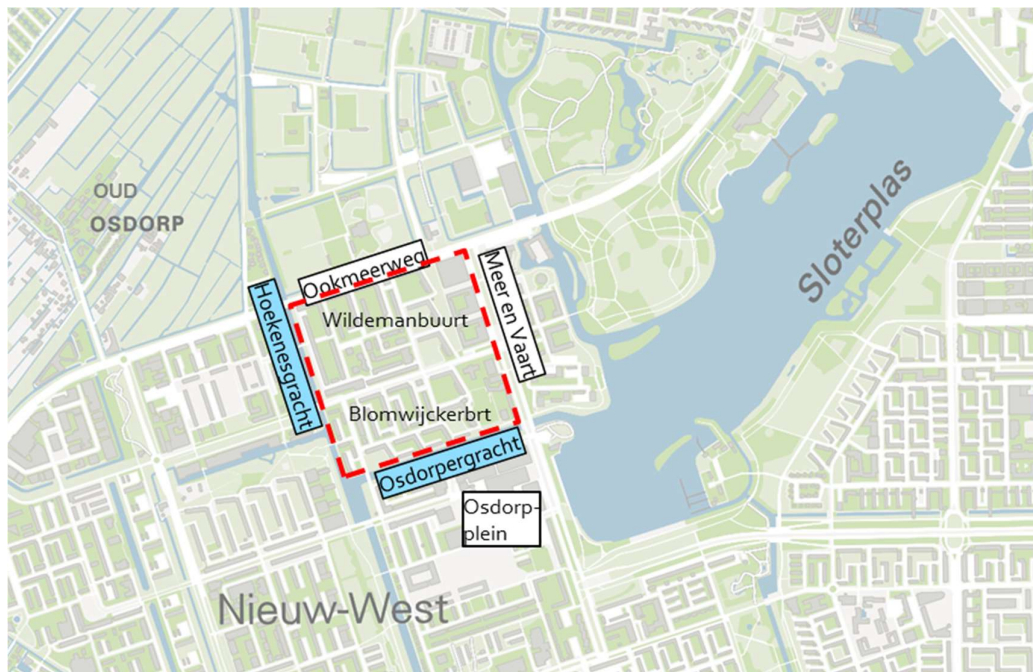 OUD
OSDORP
Sloterplas
Ookmeerweg
Meer en Vaart
Hoekenesgracht
Wildemanbuurt
Blomwijckerbrt
Osdorpergracht
Osdorp-
plein
Nieuw-West